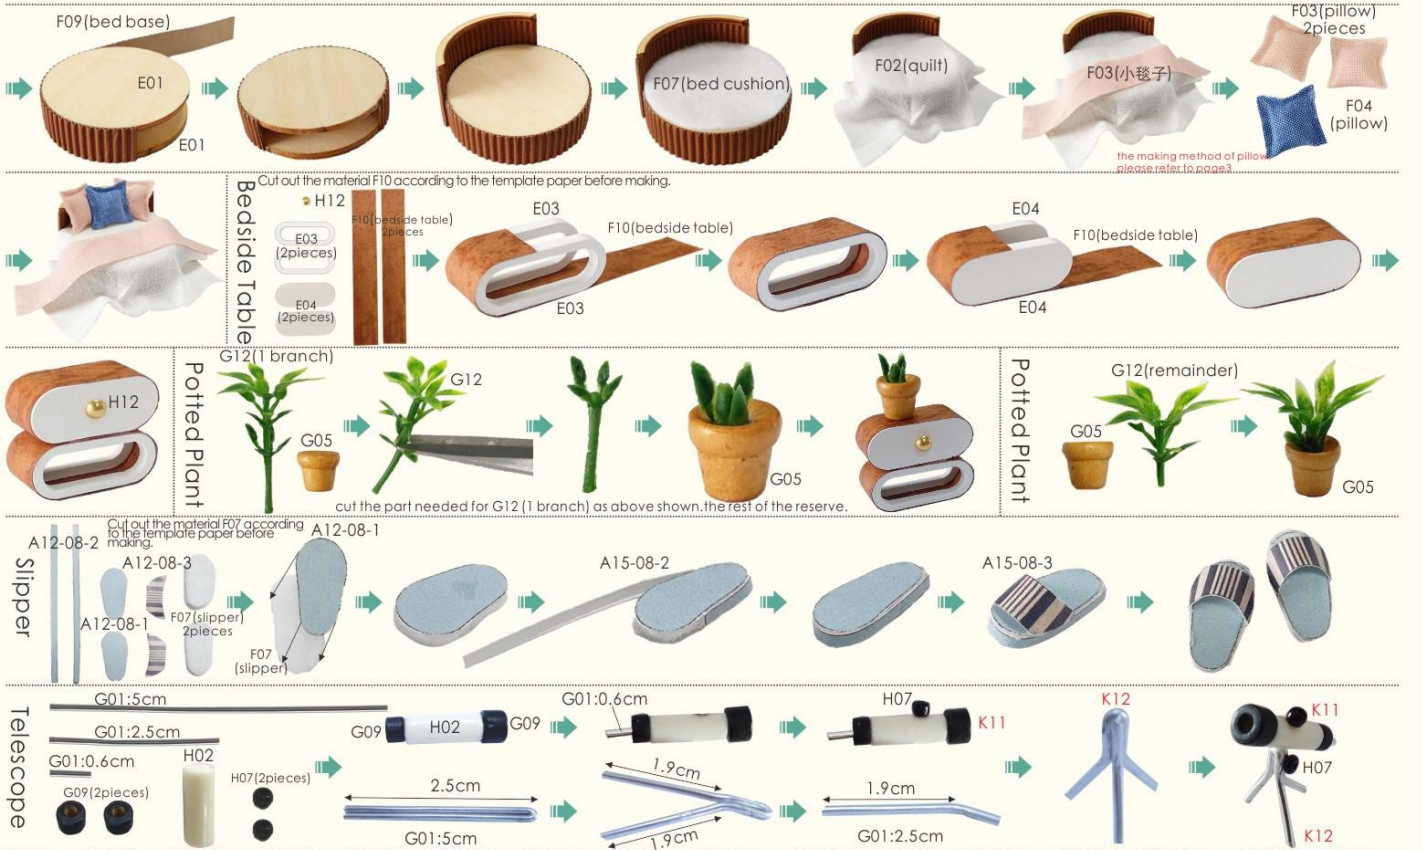 F09(bed base)
E01
E01
F07(bed cushion)
F02(quilt)
F03(小毯子)
F03(pillow)
2pieces
F04
(pillow)
the making method of pillow
please refer to page3
Bedside Table
Cut out the material F10 according to the template paper before making.
H12
E03
(2pieces)
E04
(2pieces)
F10(bedside table)
2pieces
E03
F10(bedside table)
E03
E04
F10(bedside table)
E04
H12
Potted Plant
G12(1 branch)
G05
G12
G05
cut the part needed for G12 (1 branch) as above shown.the rest of the reserve.
Potted Plant
G12(remainder)
G05
G05
Slipper
Cut out the material F07 according
to the template paper before
making.
A12-08-2
A12-08-3
A12-08-1
F07(slipper)
2pieces
A12-08-1
F07
(slipper)
A15-08-2
A15-08-3
Telescope
G01:5cm
G01:2.5cm
G01:0.6cm
G09(2pieces)
H02
H07(2pieces)
G09
H02
G09
2.5cm
G01:5cm
G01:0.6cm
1.9cm
1.9cm
H07
K11
1.9cm
G01:2.5cm
K12
K11
H07
K12